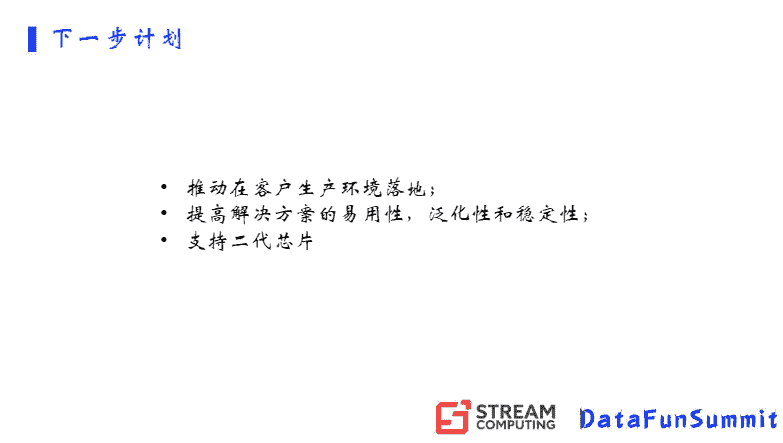 下一步计划
• 推动在客户生产环境落地；
• 提高解决方案的易用性，泛化性和稳定性；
• 支持二代芯片
STREAM
COMPUTING
DataFunSummit